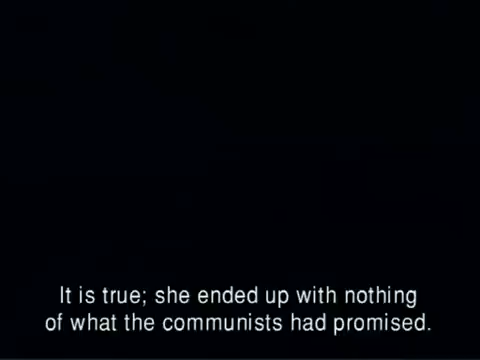 It is true; she ended up with nothing
of what the communists had promised.